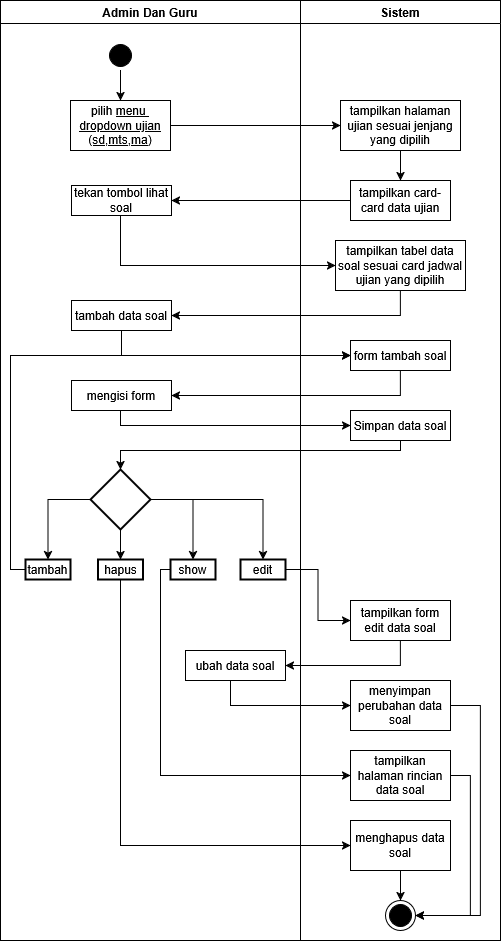 Admin Dan Guru
Sistem
pilih menu
dropdown ujian
(sd,mts,ma)
tampilkan halaman
ujian sesuai jenjang
yang dipilih
tekan tombol lihat
soal
tampilkan card-
card data ujian
tampilkan tabel data
soal sesuai card jadwal
ujian yang dipilih
tambah data soal
form tambah soal
mengisi form
Simpan data soal
tambah
hapus
show
edit
tampilkan form
edit data soal
ubah data soal
menyimpan
perubahan data
soal
tampilkan
halaman rincian
data soal
menghapus data
soal